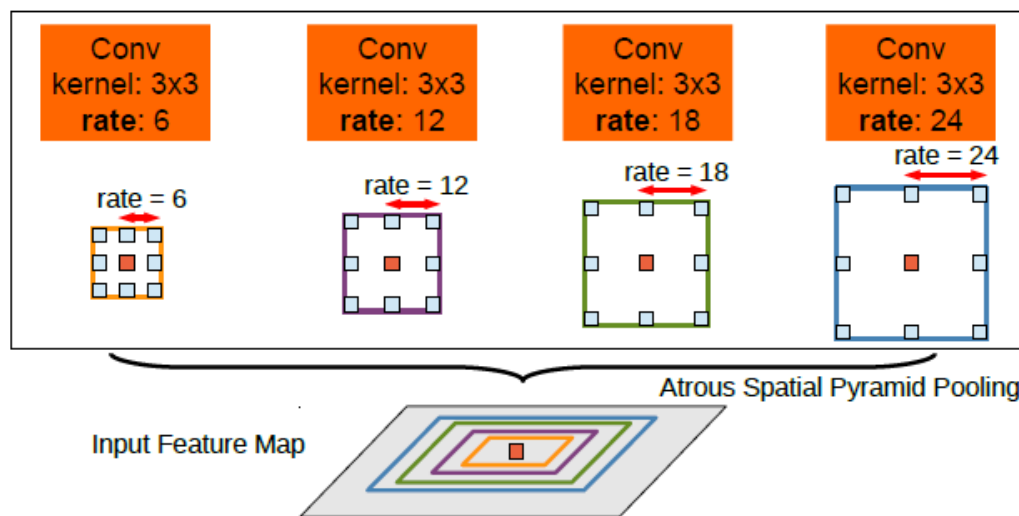 Conv
kernel: 3x3
rate: 6
Conv
kernel: 3x3
rate: 12
Conv
kernel: 3x3
rate: 18
Conv
kernel: 3x3
rate: 24
rate = 6
rate = 12
rate = 18
rate = 24
Atrous Spatial Pyramid Pooling
Input Feature Map